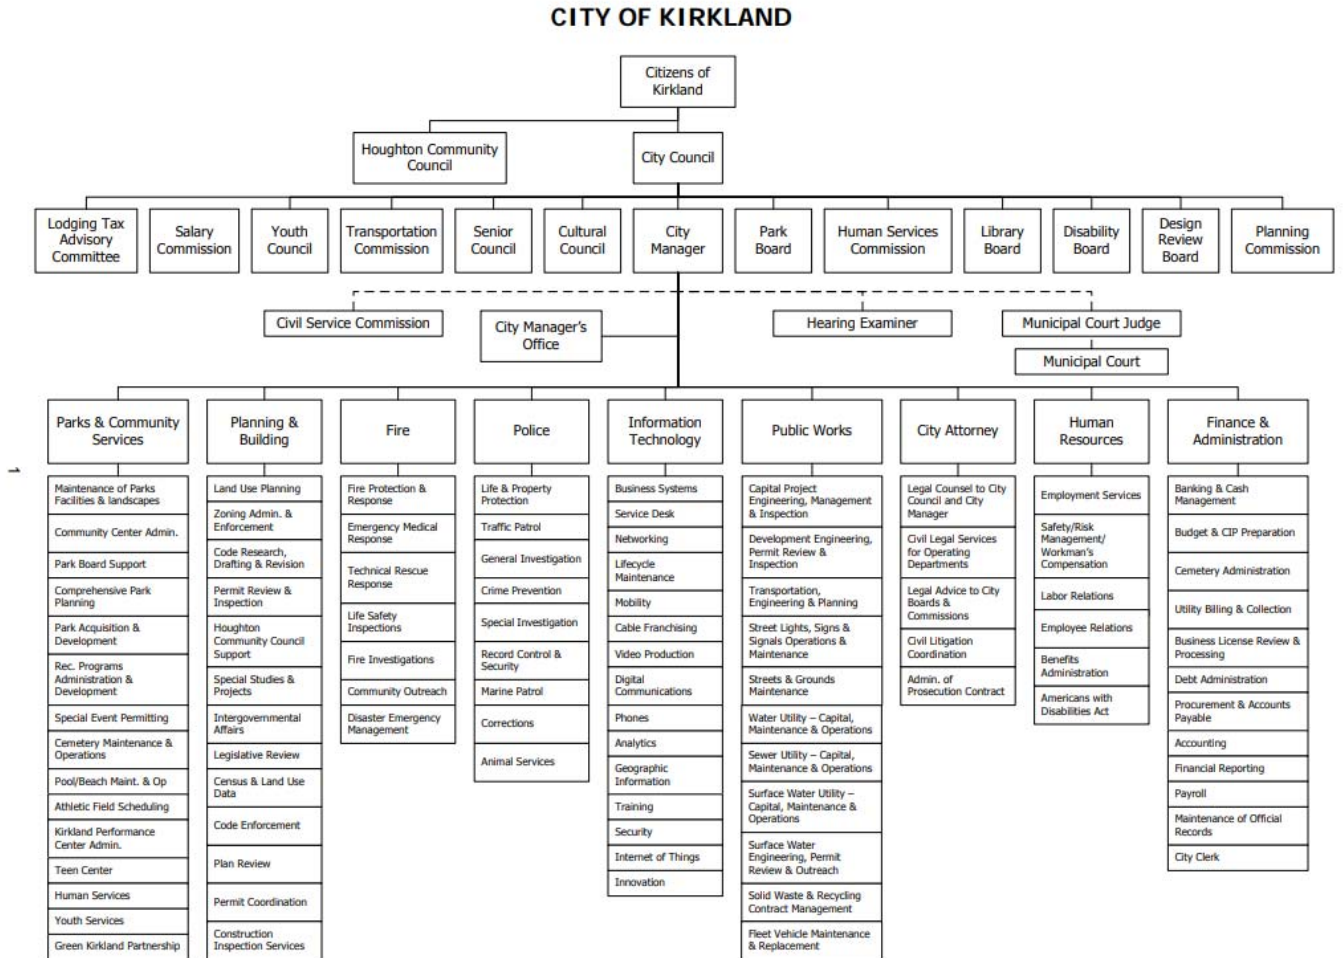 CITY OF KIRKLAND
Citizens of
Kirkland
Houghton Community
Council
City Council
Lodging Tax
Advisory
Committee
Salary
Commission
Youth
Council
Transportation
Commission
Senior
Council
Cultural
Council
City
Manager
Park
Board
Human Services
Commission
Library
Board
Disability
Board
Design
Review
Board
Planning
Commission
Civil Service Commission
City Manager's
Office
Hearing Examiner
Municipal Court Judge
Municipal Court
Parks & Community
Services
Maintenance of Parks
Facilities & landscapes
Community Center Admin.
Park Board Support
Comprehensive Park
Planning
Park Acquisition &
Development
Rec. Programs
Administration &
Development
Special Event Permitting
Cemetery Maintenance &
Operations
Pool/Beach Maint. & Op
Athletic Field Scheduling
Kirkland Performance
Center Admin.
Teen Center
Human Services
Youth Services
Green Kirkland Partnership
Planning &
Building
Land Use Planning
Zoning Admin. &
Enforcement
Code Research,
Drafting & Revision
Permit Review &
Inspection
Houghton
Community Council
Support
Special Studies &
Projects
Intergovernmental
Affairs
Legislative Review
Census & Land Use
Data
Code Enforcement
Plan Review
Permit Coordination
Construction
Inspection Services
Fire
Fire Protection &
Response
Emergency Medical
Response
Technical Rescue
Response
Life Safety
Inspections
Fire Investigations
Community Outreach
Disaster Emergency
Management
Police
Life & Property
Protection
Traffic Patrol
General Investigation
Crime Prevention
Special Investigation
Record Control &
Security
Marine Patrol
Corrections
Animal Services
Information
Technology
Business Systems
Service Desk
Networking
Lifecycle
Maintenance
Mobility
Cable Franchising
Video Production
Digital
Communications
Phones
Analytics
Geographic
Information
Training
Security
Internet of Things
Innovation
Public Works
Capital Project
Engineering, Management
& Inspection
Development Engineering,
Permit Review &
Inspection
Transportation,
Engineering & Planning
Street Lights, Signs &
Signals Operations &
Maintenance
Streets & Grounds
Maintenance
Water Utility – Capital,
Maintenance & Operations
Sewer Utility – Capital,
Maintenance & Operations
Surface Water Utility –
Capital, Maintenance &
Operations
Surface Water
Engineering, Permit
Review & Outreach
Solid Waste & Recycling
Contract Management
Fleet Vehicle Maintenance
& Replacement
City Attorney
Legal Counsel to City
Council and City
Manager
Civil Legal Services
for Operating
Departments
Legal Advice to City
Boards &
Commissions
Civil Litigation
Coordination
Admin. of
Prosecution Contract
Human
Resources
Employment Services
Safety/Risk
Management/
Workman's
Compensation
Labor Relations
Employee Relations
Benefits
Administration
Americans with
Disabilities Act
Finance &
Administration
Banking & Cash
Management
Budget & CIP Preparation
Cemetery Administration
Utility Billing & Collection
Business License Review &
Processing
Debt Administration
Procurement & Accounts
Payable
Accounting
Financial Reporting
Payroll
Maintenance of Official
Records
City Clerk
1